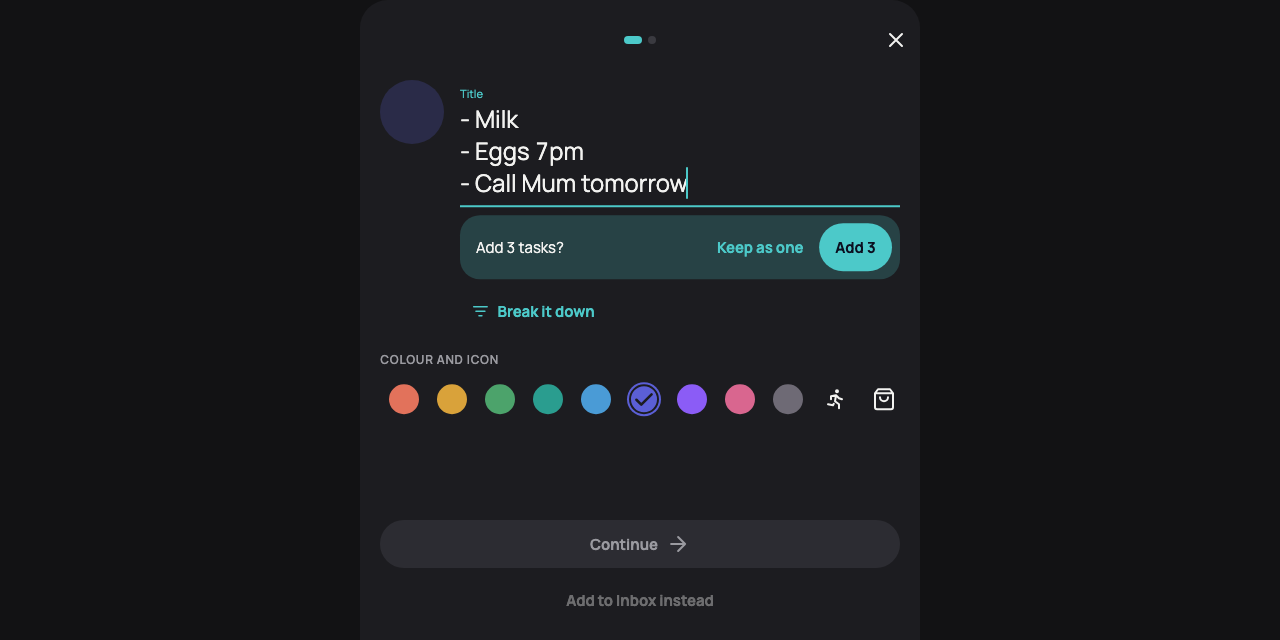 Title
- Milk
- Eggs 7pm
- Call Mum tomorrow
Add 3 tasks?
Keep as one
Add 3
Break it down
COLOUR AND ICON
Continue
Add to Inbox instead